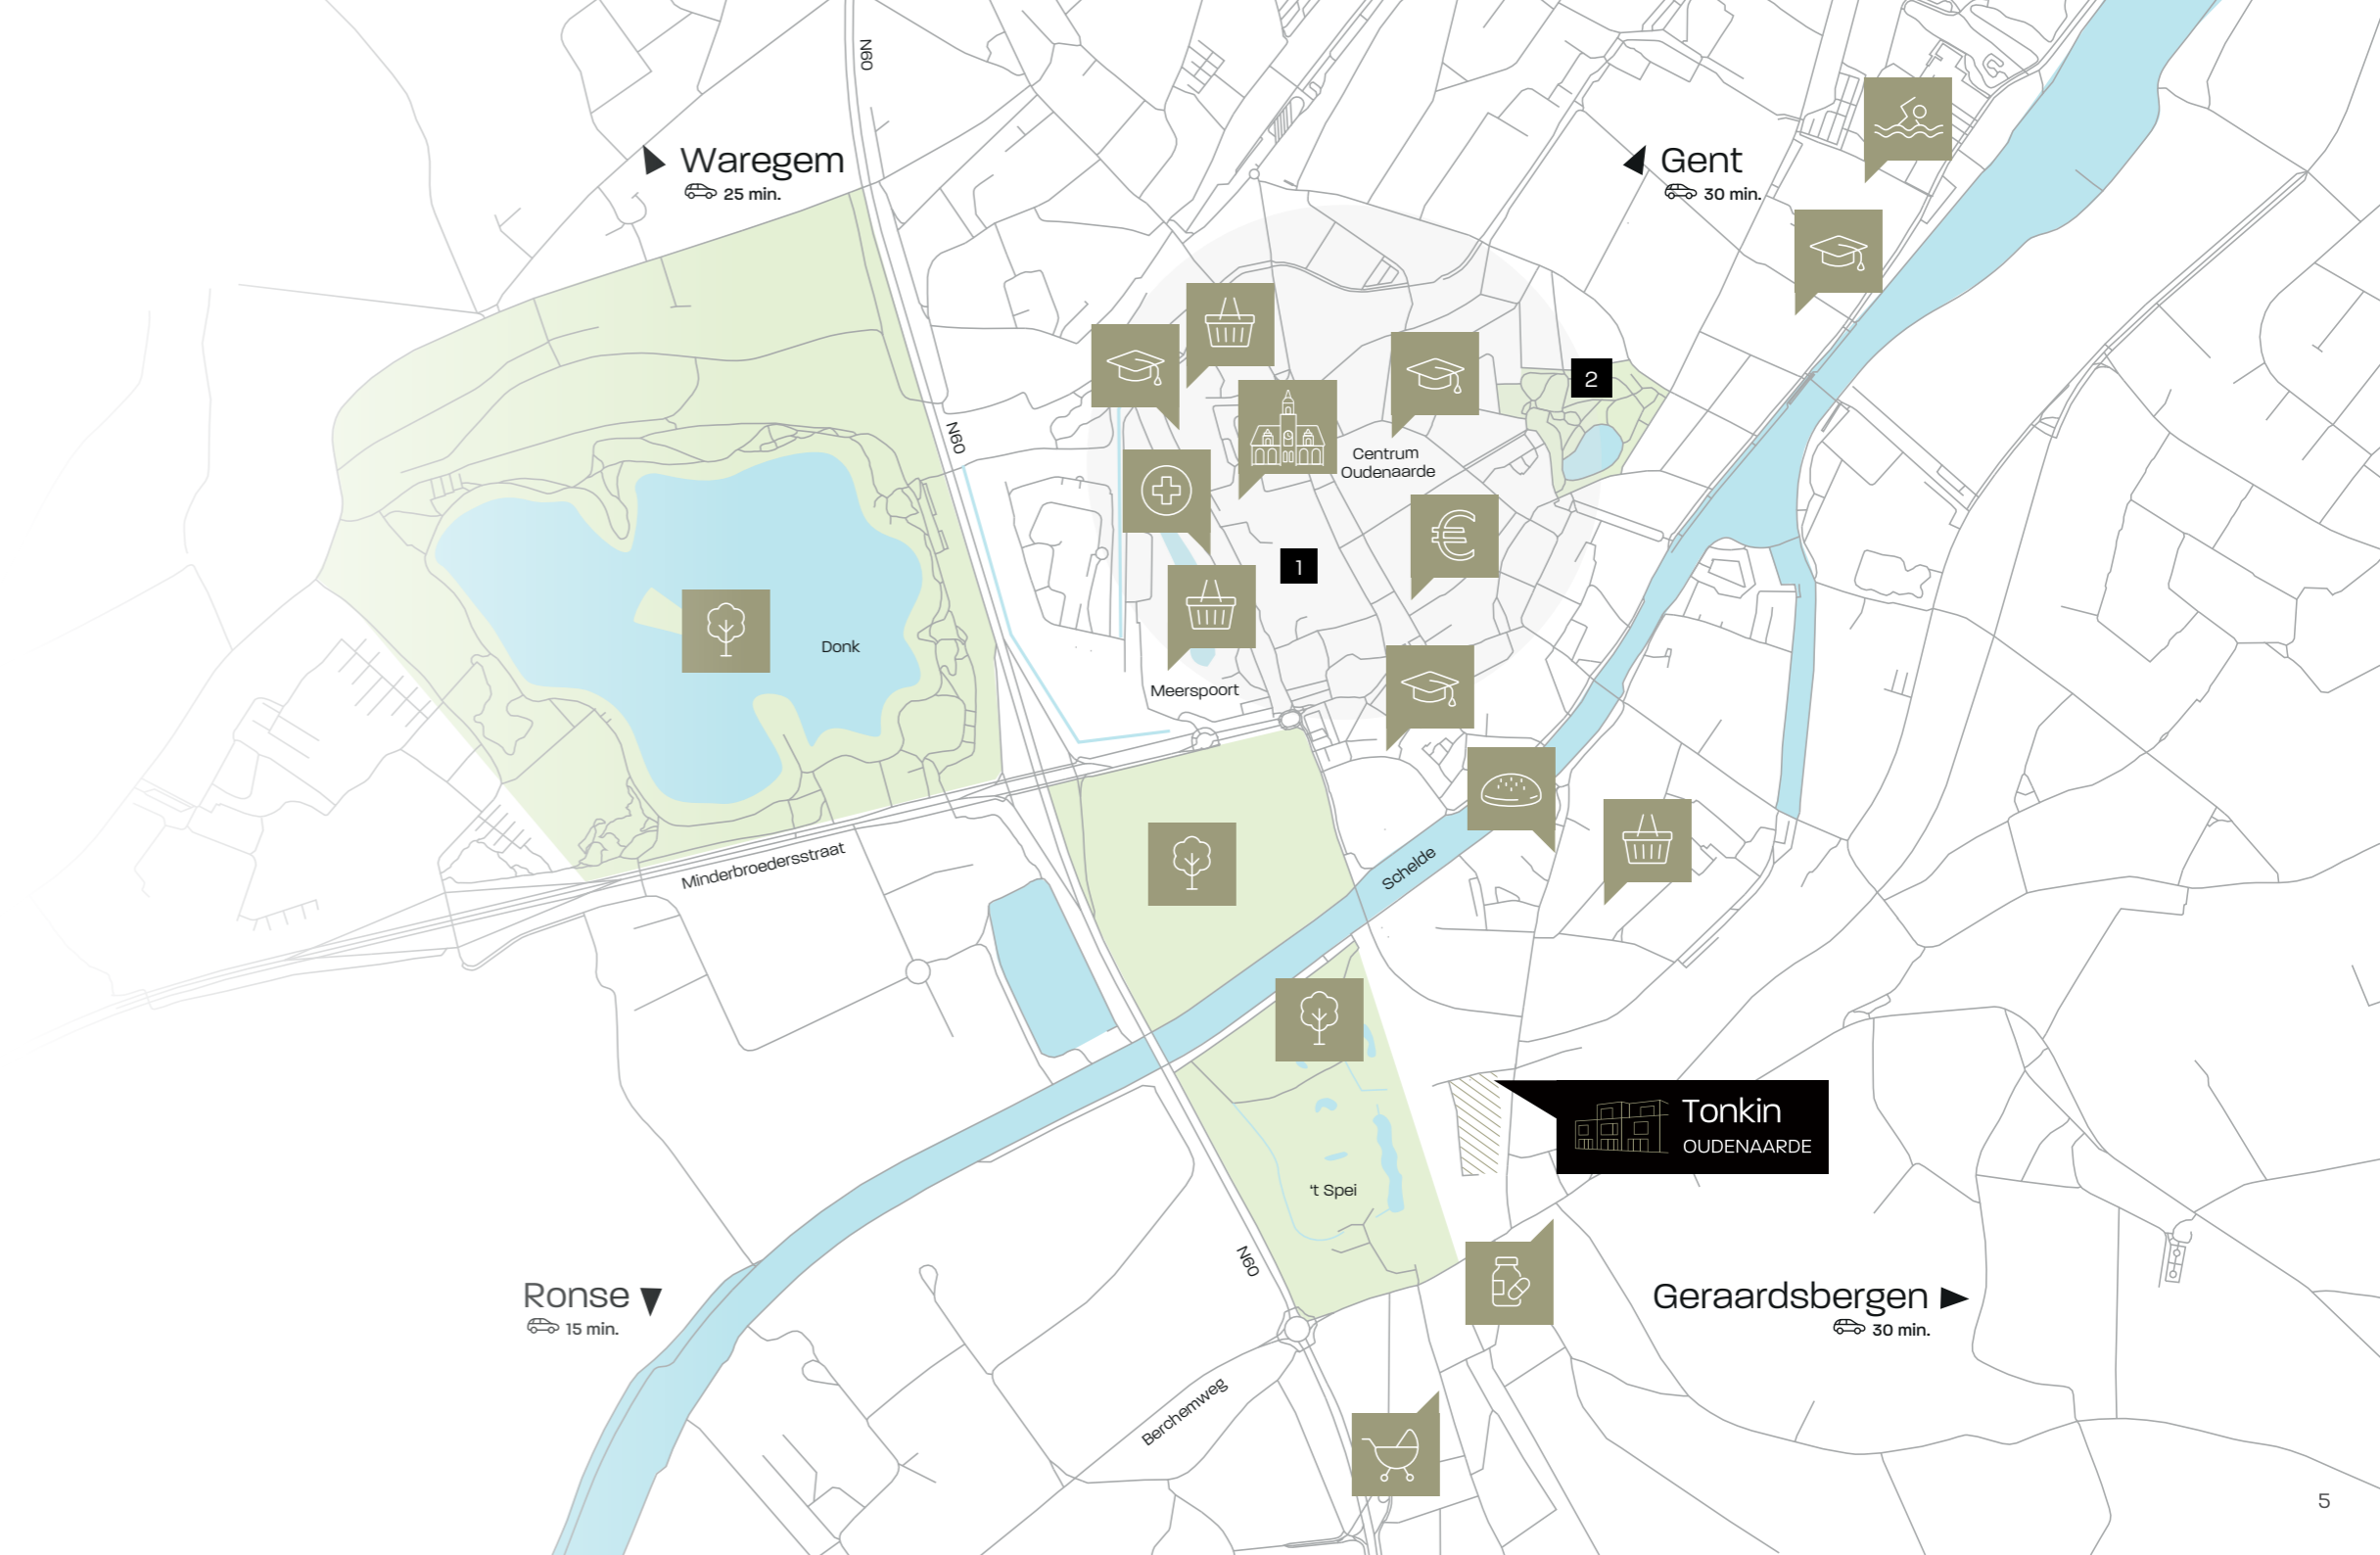 N60
Waregem
25 min.
Gent
30 min.
2
N60
Centrum
Oudenaarde
€
1
Donk
Meerspoort
Minderbroedersstraat
Schelde
Tonkin
OUDENAARDE
't Spei
N60
Ronse
15 min.
Geraardsbergen
30 min.
Berchemweg
5